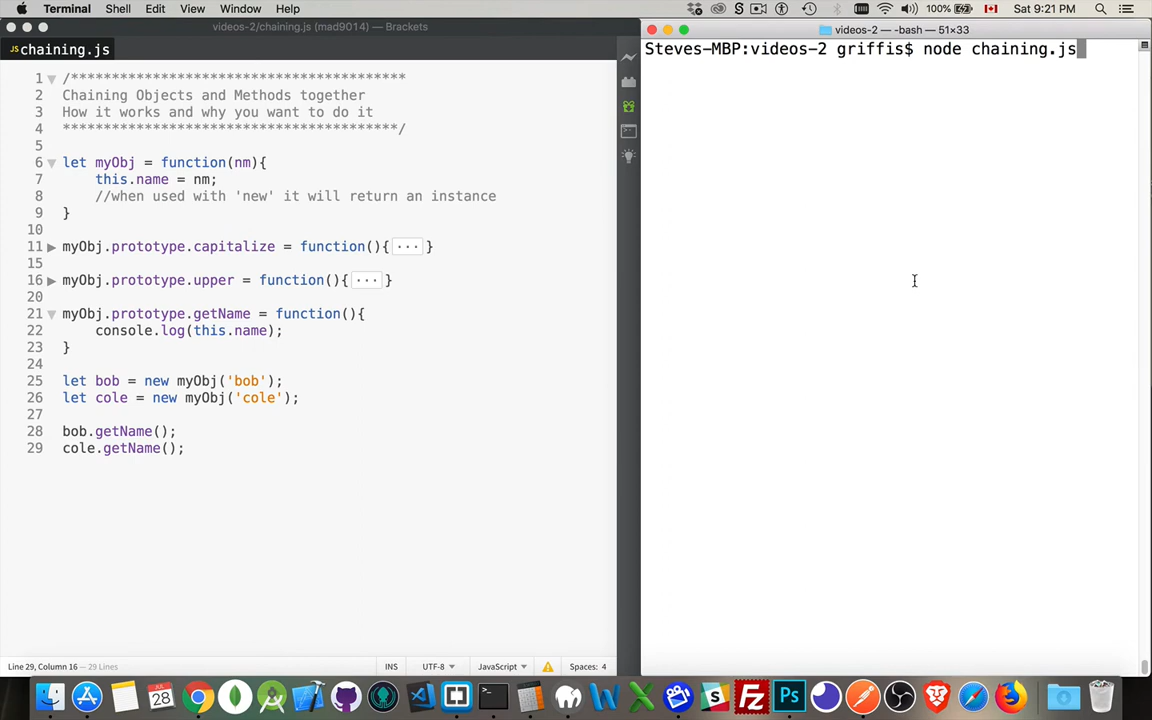 Terminal Shell Edit View Window Help
100% Sat 9:21 PM
videos-2/chaining.js (mad9014) — Brackets
JS chaining.js
1 /*****************************************
2 Chaining Objects and Methods together
3 How it works and why you want to do it
4 *****************************************/
5
6 let myObj = function(nm){
7 this.name = nm;
8 //when used with 'new' it will return an instance
9 }
10
11 myObj.prototype.capitalize = function(){ ... }
15
16 myObj.prototype.upper = function(){ ... }
20
21 myObj.prototype.getName = function(){
22 console.log(this.name);
23 }
24
25 let bob = new myObj('bob');
26 let cole = new myObj('cole');
27
28 bob.getName();
29 cole.getName();
Line 29, Column 16 — 29 Lines
INS UTF-8 JavaScript Spaces: 4
videos-2 — -bash — 51×33
Steves-MBP:videos-2 griffis$ node chaining.js
28
W
X
S
FZ
Ps